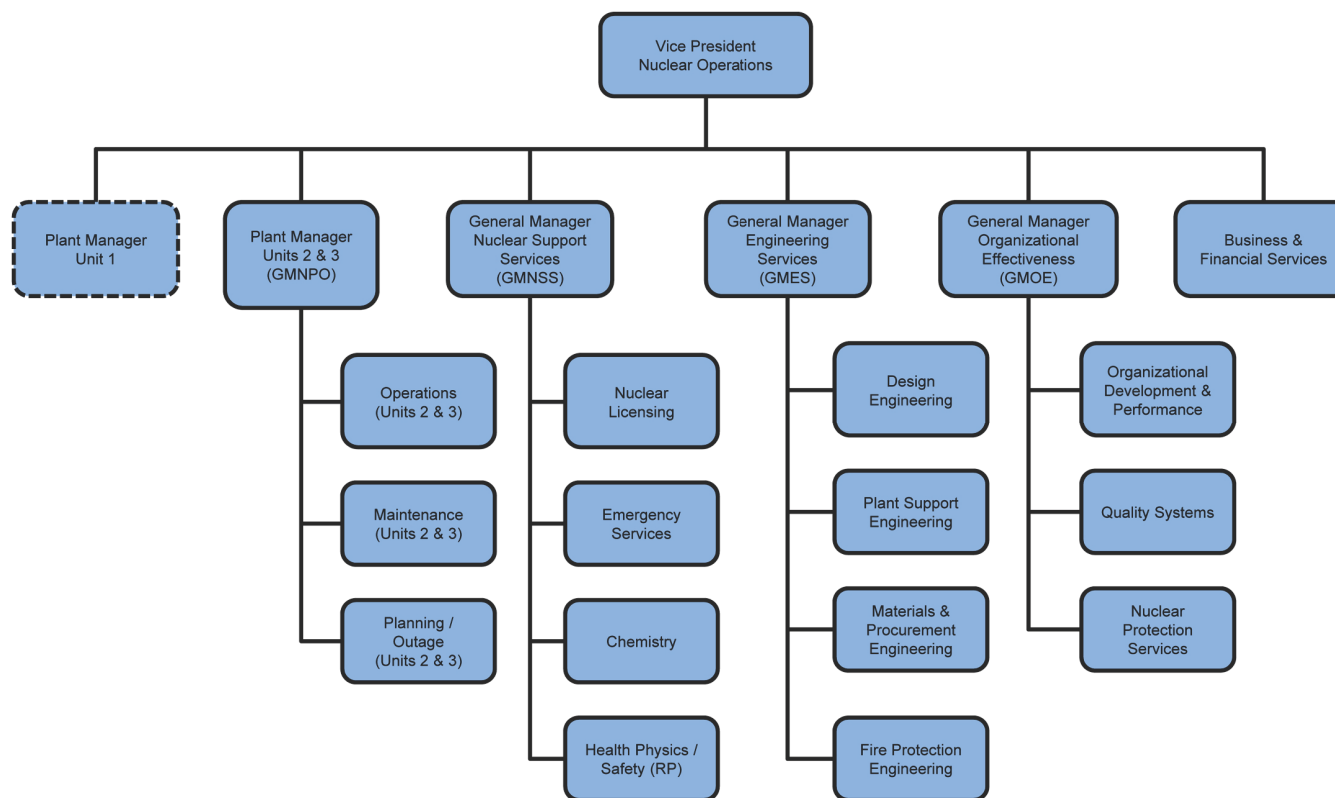 Vice President
Nuclear Operations
Plant Manager
Unit 1
Plant Manager
Units 2 & 3
(GMNPO)
General Manager
Nuclear Support
Services
(GMNSS)
General Manager
Engineering
Services
(GMES)
General Manager
Organizational
Effectiveness
(GMOE)
Business &
Financial Services
Operations
(Units 2 & 3)
Maintenance
(Units 2 & 3)
Planning /
Outage
(Units 2 & 3)
Nuclear
Licensing
Emergency
Services
Chemistry
Health Physics /
Safety (RP)
Design
Engineering
Plant Support
Engineering
Materials &
Procurement
Engineering
Fire Protection
Engineering
Organizational
Development &
Performance
Quality Systems
Nuclear
Protection
Services